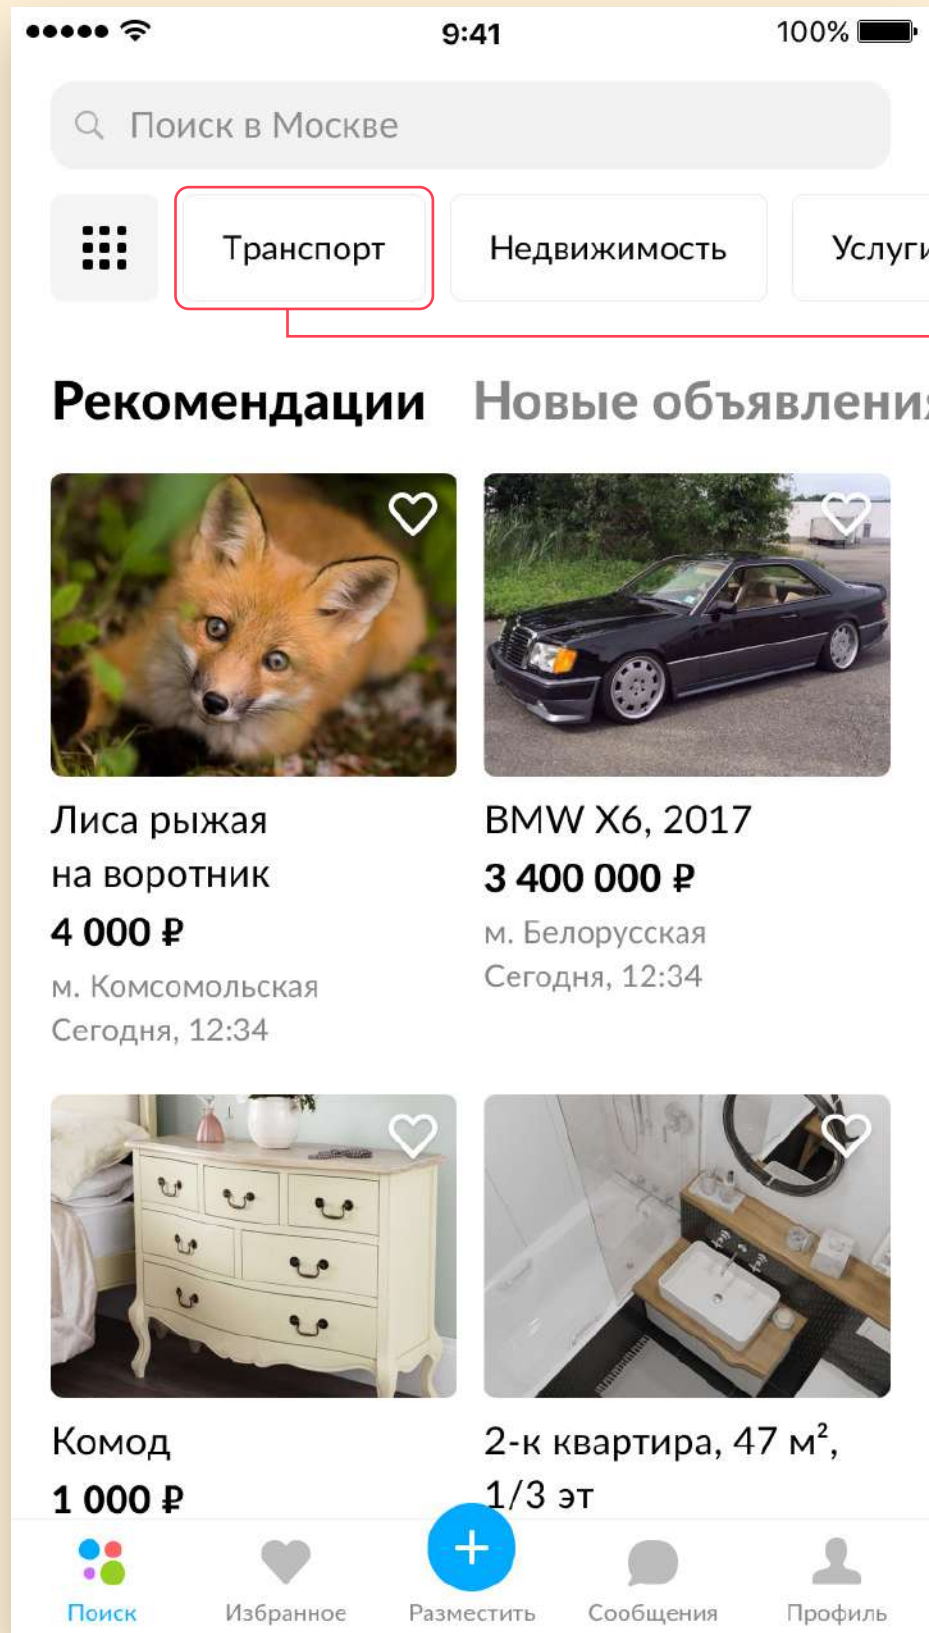 9:41
100%
Поиск в Москве
Транспорт
Недвижимость
Услуги
Рекомендации
Новые объявления
Лиса рыжая
на воротник
4 000 ₽
м. Комсомольская
Сегодня, 12:34
BMW X6, 2017
3 400 000 ₽
м. Белорусская
Сегодня, 12:34
Комод
1 000 ₽
2-к квартира, 47 м²,
1/3 эт
Поиск
Избранное
Разместить
Сообщения
Профиль